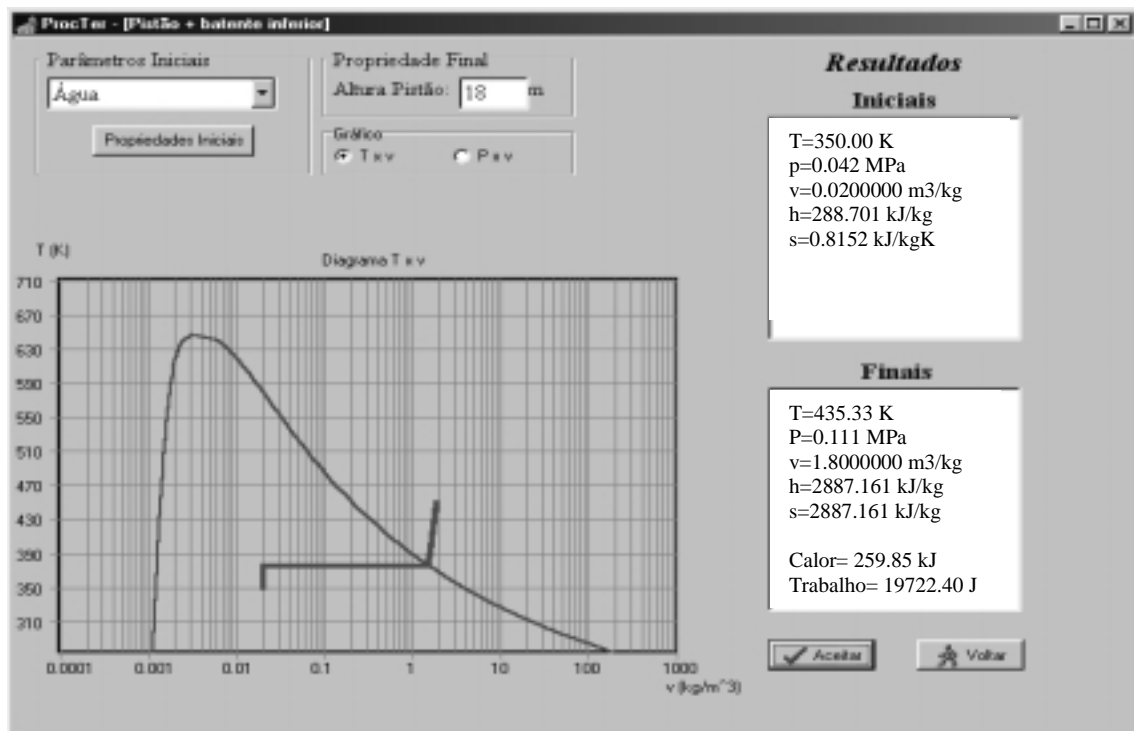 ProcTer - [Pistão + batente inferior]
Parâmetros Iniciais
Água
Propriedades Iniciais
Propriedade Final
Altura Pistão: 18 m
Gráfico
T x v
P x v
Resultados
Iniciais
T=350.00 K
p=0.042 MPa
v=0.0200000 m3/kg
h=288.701 kJ/kg
s=0.8152 kJ/kgK
T (K)
Diagrama T x v
710
670
630
590
550
510
470
430
390
350
310
0.0001 0.001 0.01 0.1 1 10 100 1000
v (kg/m^3)
Finais
T=435.33 K
P=0.111 MPa
v=1.8000000 m3/kg
h=2887.161 kJ/kg
s=2887.161 kJ/kg
Calor= 259.85 kJ
Trabalho= 19722.40 J
Aceitar
Voltar